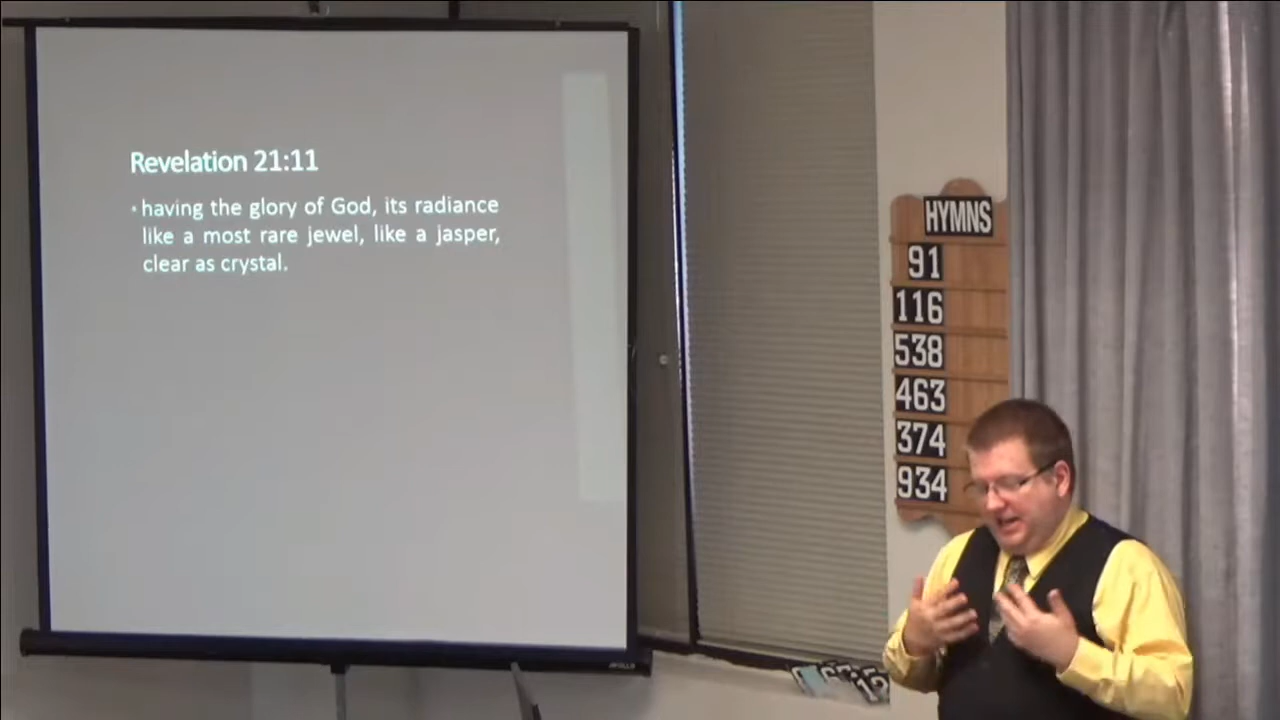 Revelation 21:11
• having the glory of God, its radiance
like a most rare jewel, like a jasper,
clear as crystal.
HYMNS
91
116
538
463
374
934
APOLLO